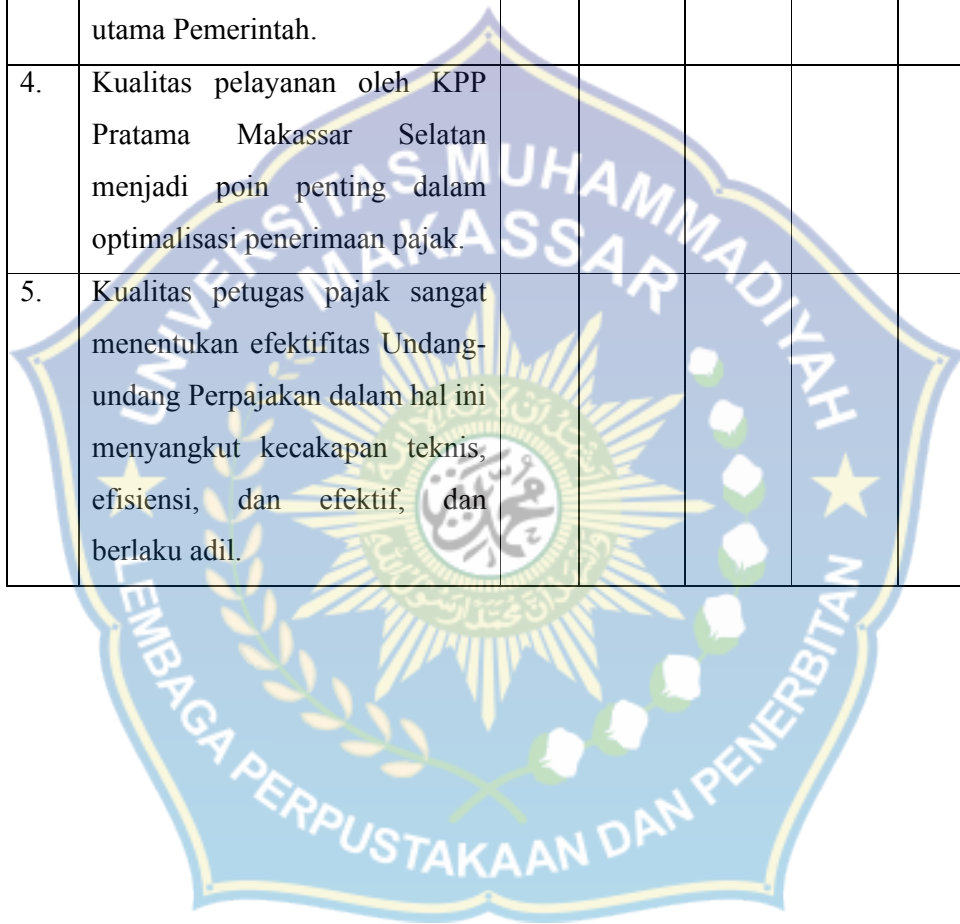 utama Pemerintah.
4. Kualitas pelayanan oleh KPP
Pratama Makassar Selatan
menjadi poin penting dalam
optimalisasi penerimaan pajak.
5. Kualitas petugas pajak sangat
menentukan efektifitas Undang-
undang Perpajakan dalam hal ini
menyangkut kecakapan teknis,
efisiensi, dan efektif, dan
berlaku adil.
UNIVERSITAS MUHAMMADIYAH
MAKASSAR
LEMBAGA PERPUSTAKAAN DAN PENERBITAN